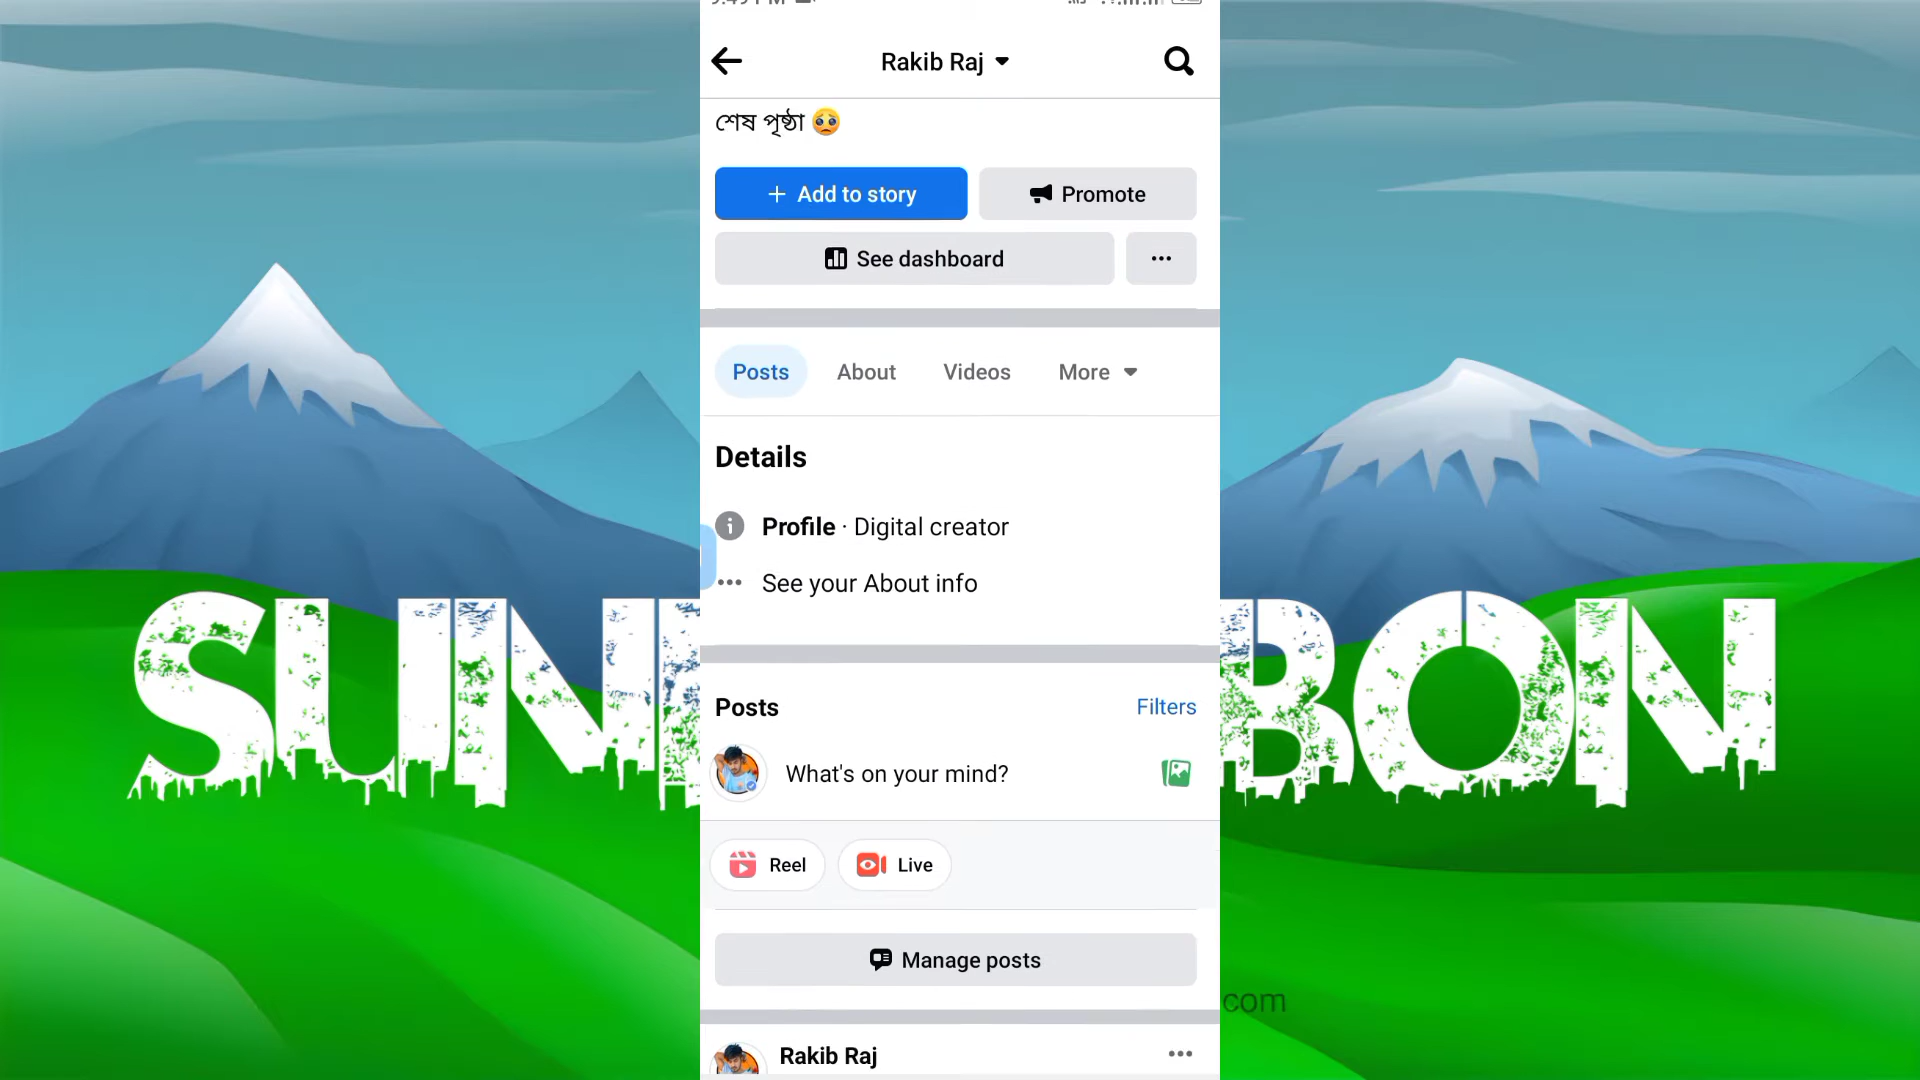 Rakib Raj
শেষ পৃষ্ঠা 🥹
+ Add to story
Promote
See dashboard
Posts
About
Videos
More
Details
Profile · Digital creator
See your About info
Posts
Filters
What's on your mind?
SUN
BON
Reel
Live
Manage posts
com
Rakib Raj